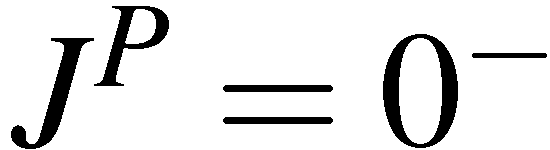 J^P = 0^−